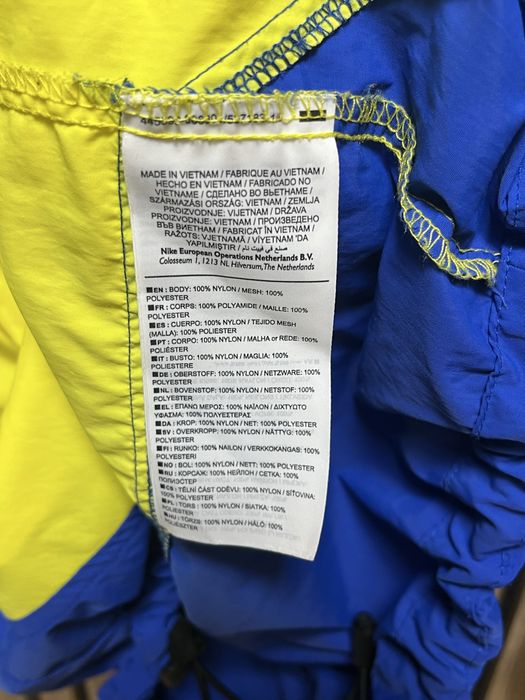 MADE IN VIETNAM / FABRIQUE AU VIETNAM /
HECHO EN VIETNAM / FABRICADO NO
VIETNAME / СДЕЛАНО ВО ВЬЕТНАМЕ /
SZÁRMAZÁSI ORSZÁG: VIETNAM / ZEMLJA
PROIZVODNJE: VIJETNAM / DRŽAVA
PROIZVODNJE: VIETNAM / ПРОИЗВЕДЕНО
ВЪВ ВИЕТНАМ / FABRICAT ÎN VIETNAM /
RAŽOTS: VJETNAMĀ / VİYETNAM 'DA
YAPILMIŞTIR / صنع في فييت نام
Nike European Operations Netherlands B.V.
Colosseum 1, 1213 NL Hilversum, The Netherlands
EN : BODY: 100% NYLON / MESH: 100%
POLYESTER
FR : CORPS: 100% POLYAMIDE / MAILLE: 100%
POLYESTER
ES : CUERPO: 100% NYLON / TEJIDO MESH
(MALLA): 100% POLIESTER
PT : CORPO: 100% NYLON / MALHA or REDE: 100%
POLIÉSTER
IT : BUSTO: 100% NYLON / MAGLIA: 100%
POLIESTERE
DE : OBERSTOFF: 100% NYLON / NETZWARE: 100%
POLYESTER
NL : BOVENSTOF: 100% NYLON / NETSTOF: 100%
POLYESTER
EL : ΕΠΑΝΩ ΜΕΡΟΣ: 100% ΝΑΪΛΟΝ / ΔΙΧΤΥΩΤΟ
ΥΦΑΣΜΑ: 100% ΠΟΛΥΕΣΤΕΡΑΣ
DA : KROP: 100% NYLON / NET: 100% POLYESTER
SV : ÖVERKROPP: 100% NYLON / NÄTTYG: 100%
POLYESTER
FI : RUNKO: 100% NAILON / VERKKOKANGAS: 100%
POLYESTERI
NO : BOL: 100% NYLON / NETT: 100% POLYESTER
RU : КОРСАЖ: 100% НЕЙЛОН / СЕТКА: 100%
ПОЛИЭСТЕР
CS : TĚLNÍ ČÁST ODĚVU: 100% NYLON / SÍŤOVINA:
100% POLYESTER
PL : TORS : 100% NYLON / SIATKA: 100%
POLIESTER
HU : TÖRZS: 100% NYLON / HÁLÓ: 100%
POLIÉSZTER